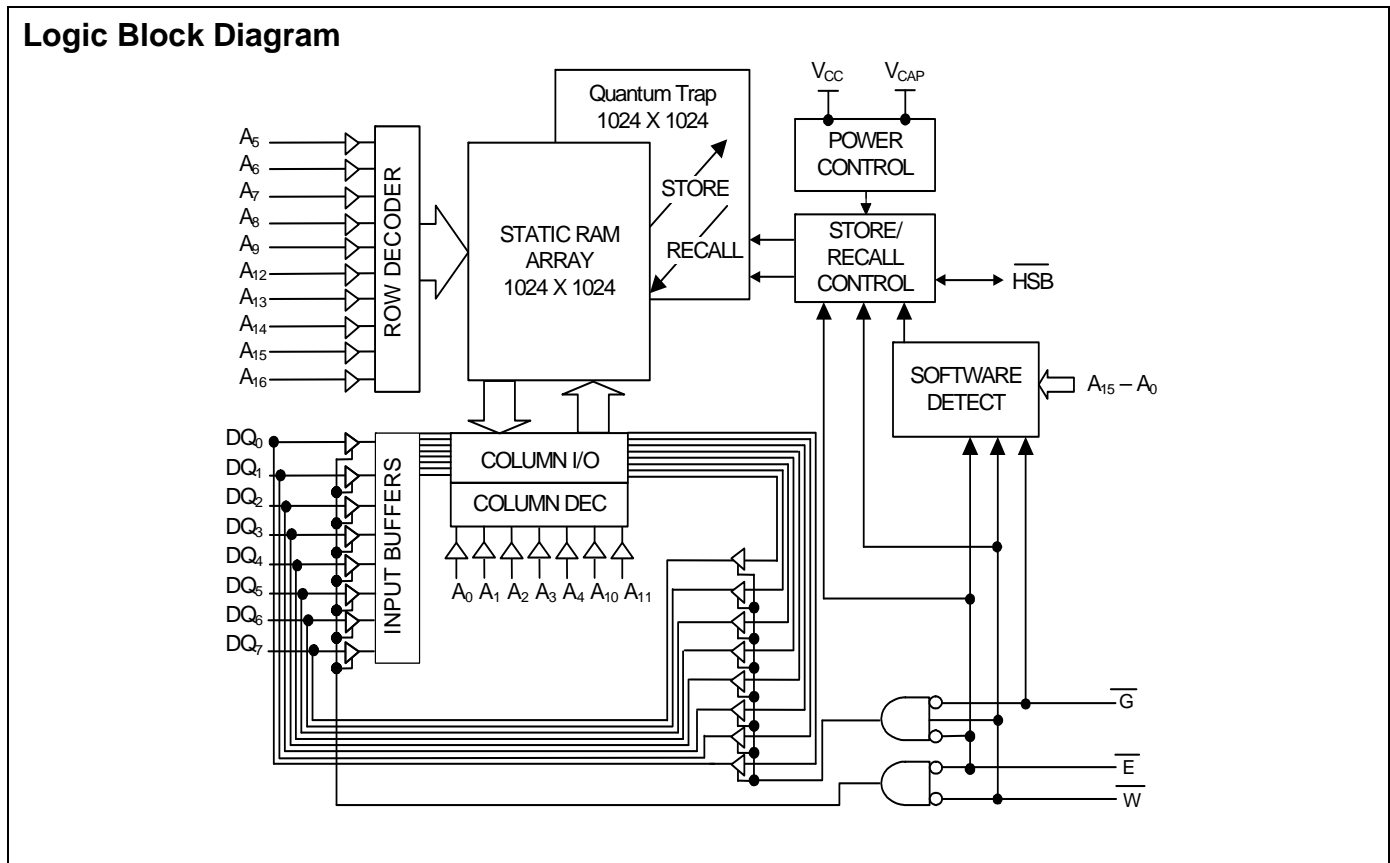 Logic Block Diagram
V_CC
V_CAP
Quantum Trap
1024 X 1024
POWER
CONTROL
A5
A6
A7
A8
A9
A12
A13
A14
A15
A16
ROW DECODER
STORE
RECALL
STATIC RAM
ARRAY
1024 X 1024
STORE/
RECALL
CONTROL
HSB
SOFTWARE
DETECT
A15 – A0
DQ0
DQ1
DQ2
DQ3
DQ4
DQ5
DQ6
DQ7
INPUT BUFFERS
COLUMN I/O
COLUMN DEC
A0 A1 A2 A3 A4 A10 A11
G
E
W